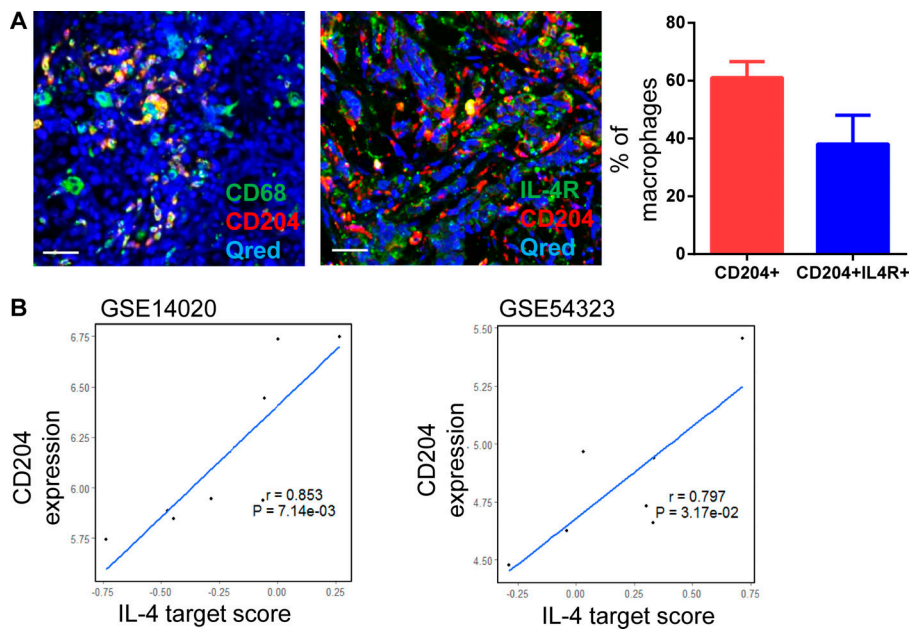 A
CD68
CD204
Qred
IL-4R
CD204
Qred
% of
macrophages
80
60
40
20
0
CD204+
CD204+IL4R+
B
GSE14020
CD204
expression
6.75
6.50
6.25
6.00
5.75
r = 0.853
P = 7.14e-03
-0.75
-0.50
-0.25
0.00
0.25
IL-4 target score
GSE54323
CD204
expression
5.50
5.25
5.00
4.75
4.50
r = 0.797
P = 3.17e-02
-0.25
0.00
0.25
0.50
0.75
IL-4 target score